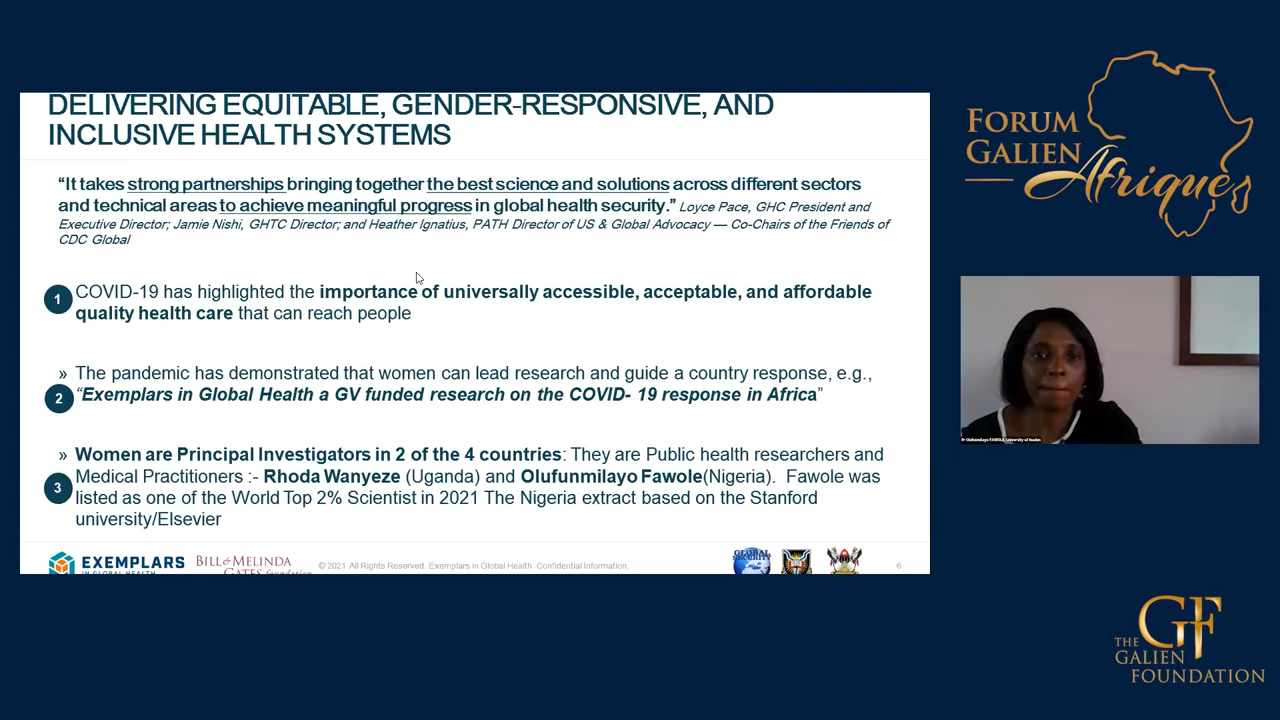 DELIVERING EQUITABLE, GENDER-RESPONSIVE, AND
INCLUSIVE HEALTH SYSTEMS
“It takes strong partnerships bringing together the best science and solutions across different sectors
and technical areas to achieve meaningful progress in global health security.” Loyce Pace, GHC President and
Executive Director; Jamie Nishi, GHTC Director; and Heather Ignatius, PATH Director of US & Global Advocacy — Co-Chairs of the Friends of
CDC Global
1 COVID-19 has highlighted the importance of universally accessible, acceptable, and affordable
quality health care that can reach people
» The pandemic has demonstrated that women can lead research and guide a country response, e.g.,
2 “Exemplars in Global Health a GV funded research on the COVID- 19 response in Africa”
» Women are Principal Investigators in 2 of the 4 countries: They are Public health researchers and
Medical Practitioners :- Rhoda Wanyeze (Uganda) and Olufunmilayo Fawole(Nigeria). Fawole was
3 listed as one of the World Top 2% Scientist in 2021 The Nigeria extract based on the Stanford
university/Elsevier
EXEMPLARS
IN GLOBAL HEALTH
BILL & MELINDA
GATES foundation
© 2021 All Rights Reserved. Exemplars in Global Health. Confidential Information.
GLOBAL
SECURITY
6
FORUM
GALIEN
Afrique
Pr Olufunmilayo FAWOLE, University of Ibadan
GF
THE
GALIEN
FOUNDATION